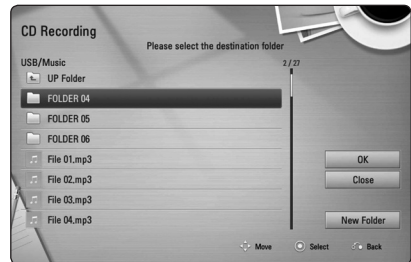 CD Recording
Please select the destination folder
USB/Music
2 / 27
UP Folder
FOLDER 04
FOLDER 05
FOLDER 06
File 01.mp3
File 02.mp3
File 03.mp3
File 04.mp3
OK
Close
New Folder
Move
Select
Back